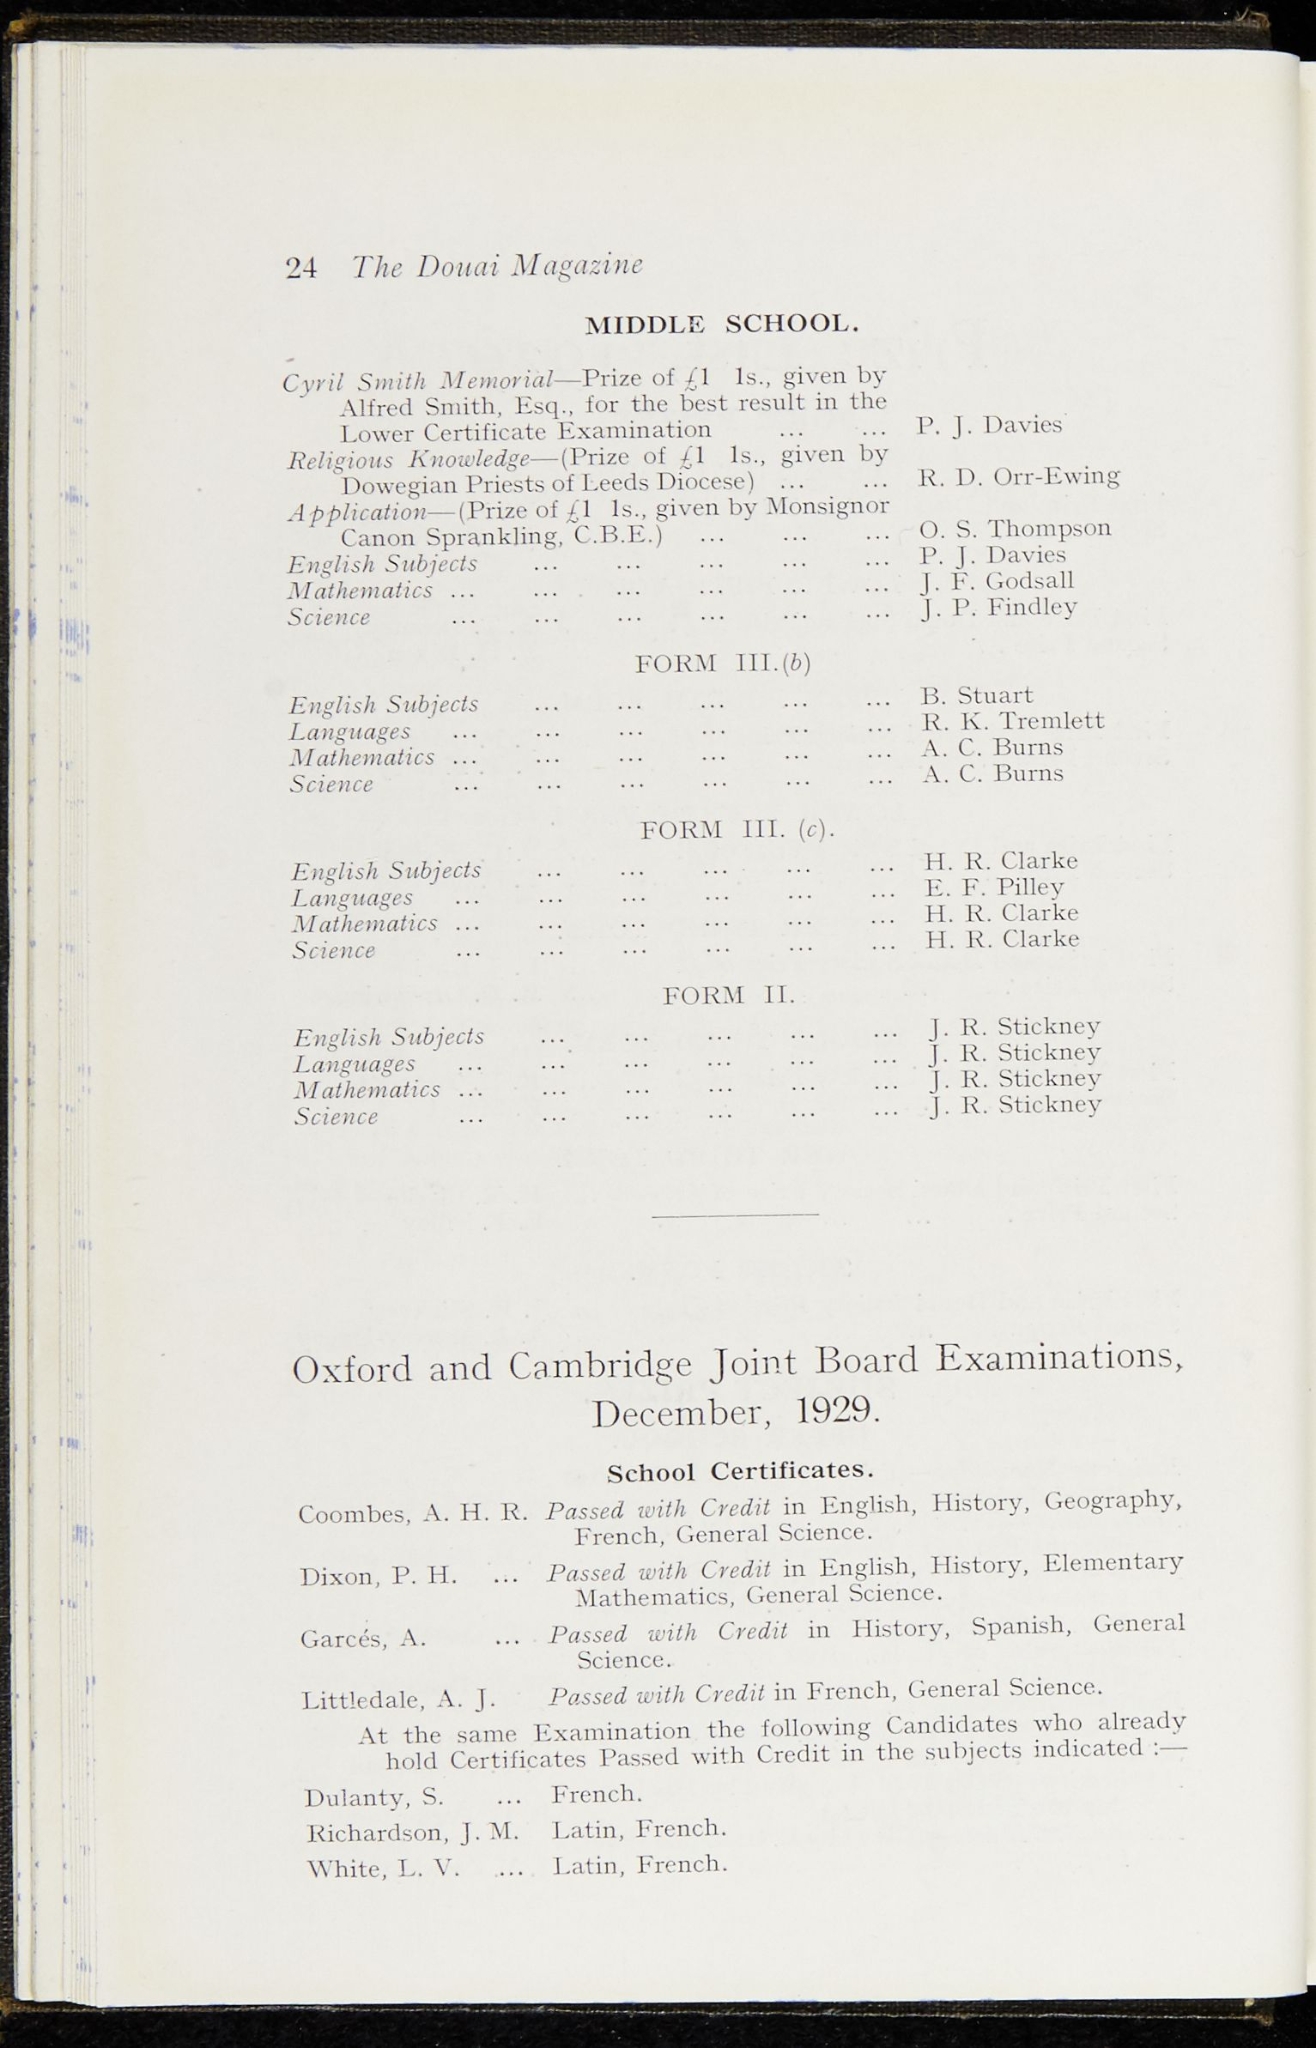 24 The Douai Magazine
MIDDLE SCHOOL.
Cyril Smith Memorial—Prize of £1 1s., given by
Alfred Smith, Esq., for the best result in the
Lower Certificate Examination ... ... P. J. Davies
Religious Knowledge—(Prize of £1 1s., given by
Dowegian Priests of Leeds Diocese) ... ... R. D. Orr-Ewing
Application—(Prize of £1 1s., given by Monsignor
Canon Sprankling, C.B.E.) ... ... ... O. S. Thompson
English Subjects ... ... ... ... ... P. J. Davies
Mathematics ... ... ... ... ... ... J. F. Godsall
Science ... ... ... ... ... ... J. P. Findley
FORM III.(b)
English Subjects ... ... ... ... ... B. Stuart
Languages ... ... ... ... ... ... R. K. Tremlett
Mathematics ... ... ... ... ... ... A. C. Burns
Science ... ... ... ... ... ... A. C. Burns
FORM III. (c).
English Subjects ... ... ... ... ... H. R. Clarke
Languages ... ... ... ... ... ... E. F. Pilley
Mathematics ... ... ... ... ... ... H. R. Clarke
Science ... ... ... ... ... ... H. R. Clarke
FORM II.
English Subjects ... ... ... ... ... J. R. Stickney
Languages ... ... ... ... ... ... J. R. Stickney
Mathematics ... ... ... ... ... ... J. R. Stickney
Science ... ... ... ... ... ... J. R. Stickney
Oxford and Cambridge Joint Board Examinations,
December, 1929.
School Certificates.
Coombes, A. H. R. Passed with Credit in English, History, Geography,
French, General Science.
Dixon, P. H. ... Passed with Credit in English, History, Elementary
Mathematics, General Science.
Garcés, A. ... Passed with Credit in History, Spanish, General
Science.
Littledale, A. J. Passed with Credit in French, General Science.
At the same Examination the following Candidates who already
hold Certificates Passed with Credit in the subjects indicated :—
Dulanty, S. ... French.
Richardson, J. M. Latin, French.
White, L. V. ... Latin, French.